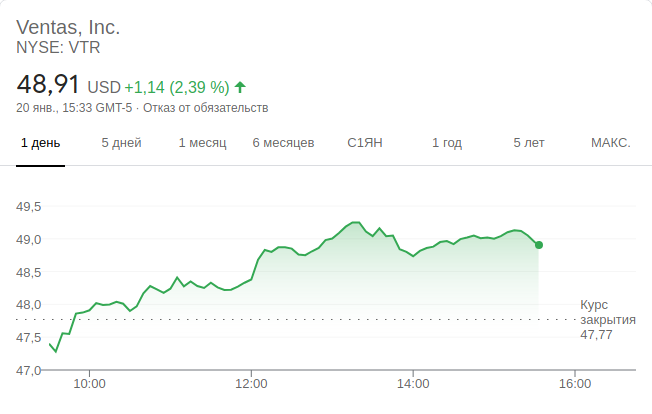 Ventas, Inc.
NYSE: VTR
48,91 USD +1,14 (2,39 %)
20 янв., 15:33 GMT-5 · Отказ от обязательств
1 день 5 дней 1 месяц 6 месяцев С1ЯН 1 год 5 лет МАКС.
49,5
49,0
48,5
48,0
Курс
закрытия
47,77
47,5
47,0
10:00 12:00 14:00 16:00